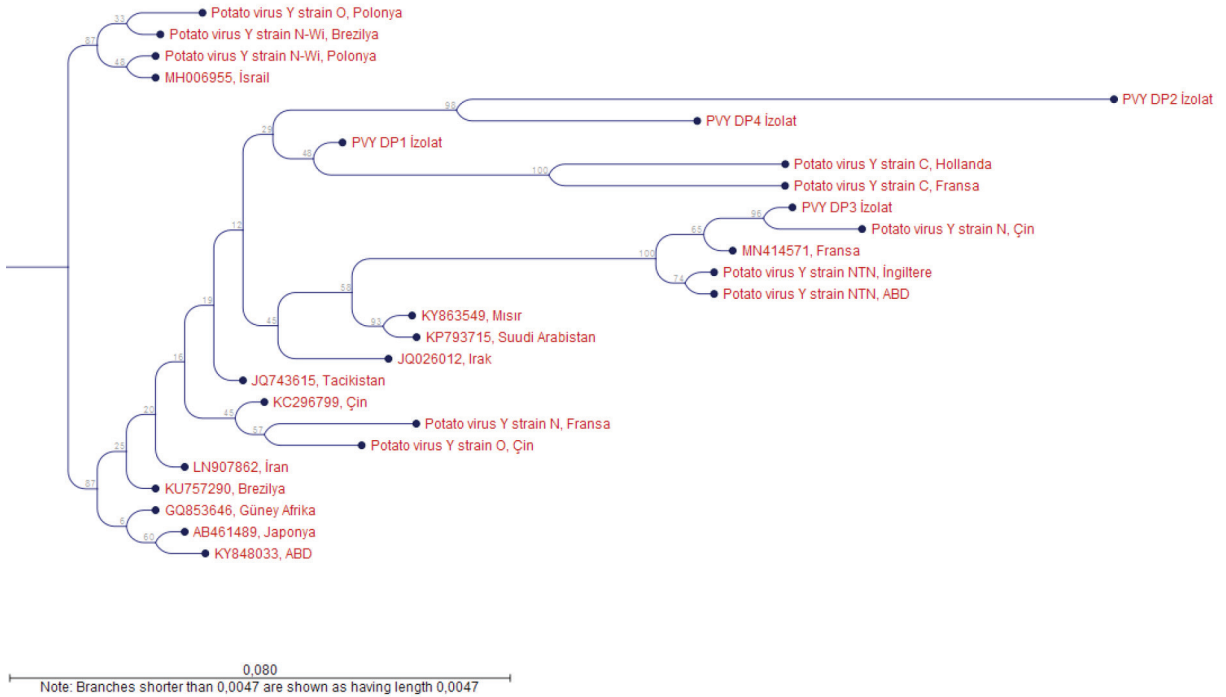 33
Potato virus Y strain O, Polonya
87
Potato virus Y strain N-Wi, Brezilya
48
Potato virus Y strain N-Wi, Polonya
MH006955, İsrail
98
PVY DP2 İzolat
PVY DP4 İzolat
29
PVY DP1 İzolat
48
100
Potato virus Y strain C, Hollanda
Potato virus Y strain C, Fransa
12
95
PVY DP3 İzolat
65
Potato virus Y strain N, Çin
100
MN414571, Fransa
74
Potato virus Y strain NTN, İngiltere
Potato virus Y strain NTN, ABD
53
19
45
93
KY863549, Mısır
KP793715, Suudi Arabistan
JQ026012, Irak
16
JQ743615, Tacikistan
45
KC296799, Çin
20
57
Potato virus Y strain N, Fransa
Potato virus Y strain O, Çin
25
LN907862, İran
87
KU757290, Brezilya
6
GQ853646, Güney Afrika
60
AB461489, Japonya
KY848033, ABD
0,080
Note: Branches shorter than 0,0047 are shown as having length 0,0047